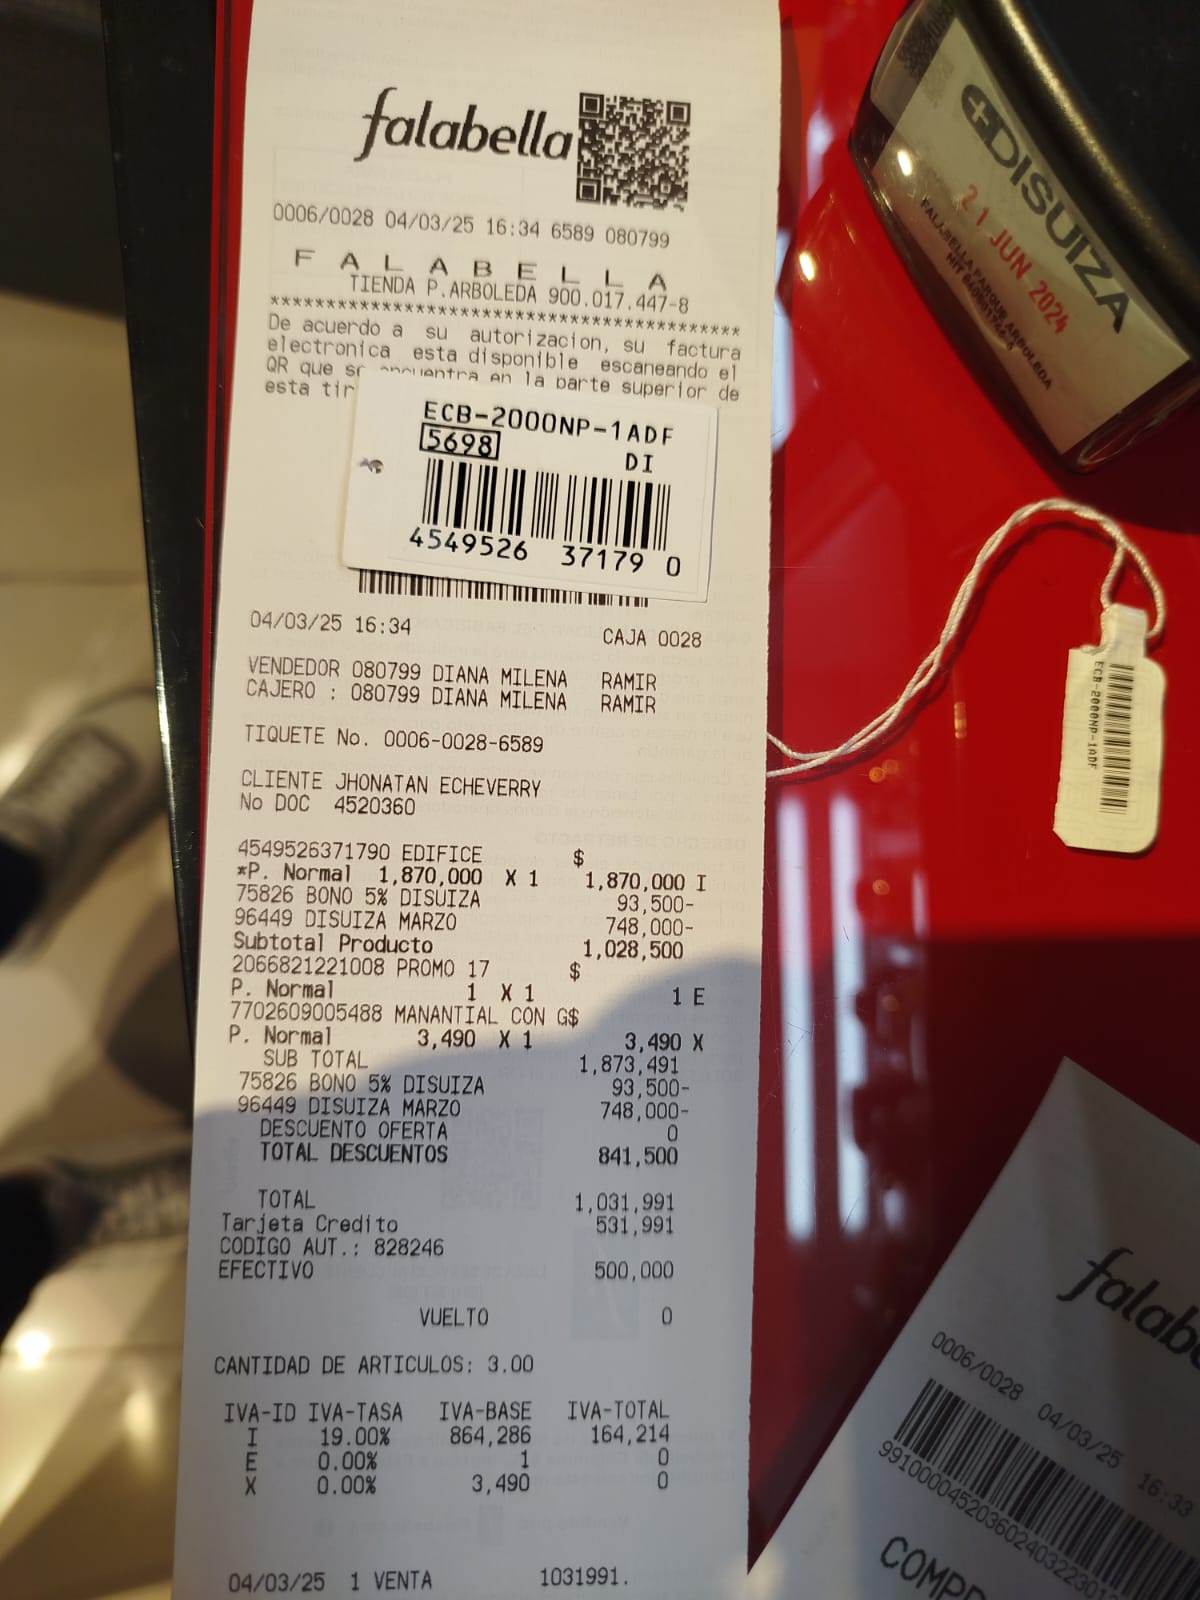 falabella
0006/0028 04/03/25 16:34 6589 080799
F A L A B E L L A
TIENDA P.ARBOLEDA 900.017.447-8
******************************************
De acuerdo a su autorizacion, su factura
electronica esta disponible escaneando el
QR que se encuentra en la parte superior de
esta tir
ECB-2000NP-1ADF
5698
DI
4549526 37179 0
04/03/25 16:34 CAJA 0028
VENDEDOR 080799 DIANA MILENA RAMIR
CAJERO : 080799 DIANA MILENA RAMIR
TIQUETE No. 0006-0028-6589
CLIENTE JHONATAN ECHEVERRY
No DOC 4520360
4549526371790 EDIFICE $
*P. Normal 1,870,000 X 1 1,870,000 I
75826 BONO 5% DISUIZA 93,500-
96449 DISUIZA MARZO 748,000-
Subtotal Producto 1,028,500
2066821221008 PROMO 17 $
P. Normal 1 X 1 1 E
7702609005488 MANANTIAL CON G$
P. Normal 3,490 X 1 3,490 X
SUB TOTAL 1,873,491
75826 BONO 5% DISUIZA 93,500-
96449 DISUIZA MARZO 748,000-
DESCUENTO OFERTA 0
TOTAL DESCUENTOS 841,500
TOTAL 1,031,991
Tarjeta Credito 531,991
CODIGO AUT.: 828246
EFECTIVO 500,000
VUELTO 0
CANTIDAD DE ARTICULOS: 3.00
IVA-ID IVA-TASA IVA-BASE IVA-TOTAL
I 19.00% 864,286 164,214
E 0.00% 1 0
X 0.00% 3,490 0
04/03/25 1 VENTA 1031991.
DISUIZA
21 JUN 2024
FALABELLA PARQUE ARBOLEDA
ECB-2000NP-1ADF
falab
0006/0028 04/03/25 16:33
COMPR